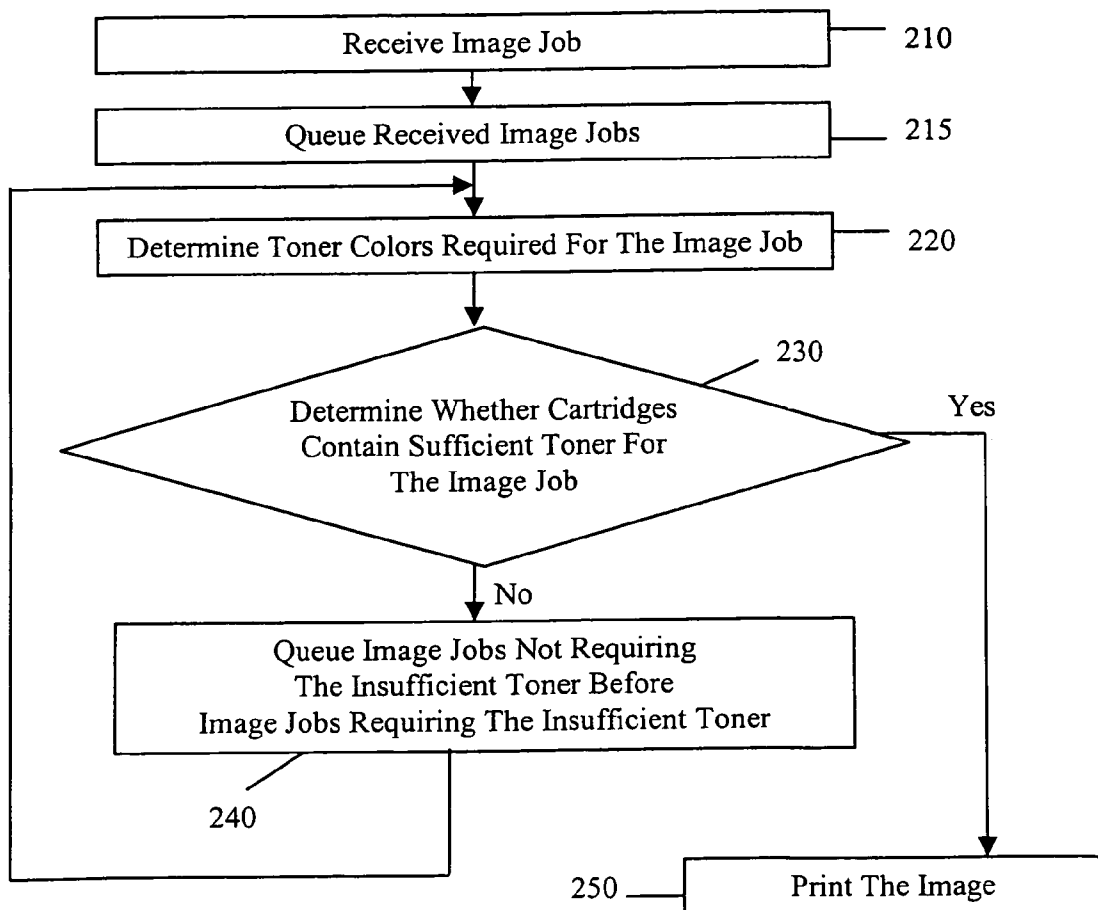 Receive Image Job
210
Queue Received Image Jobs
215
Determine Toner Colors Required For The Image Job
220
230
Determine Whether Cartridges
Contain Sufficient Toner For
The Image Job
Yes
No
Queue Image Jobs Not Requiring
The Insufficient Toner Before
Image Jobs Requiring The Insufficient Toner
240
250
Print The Image